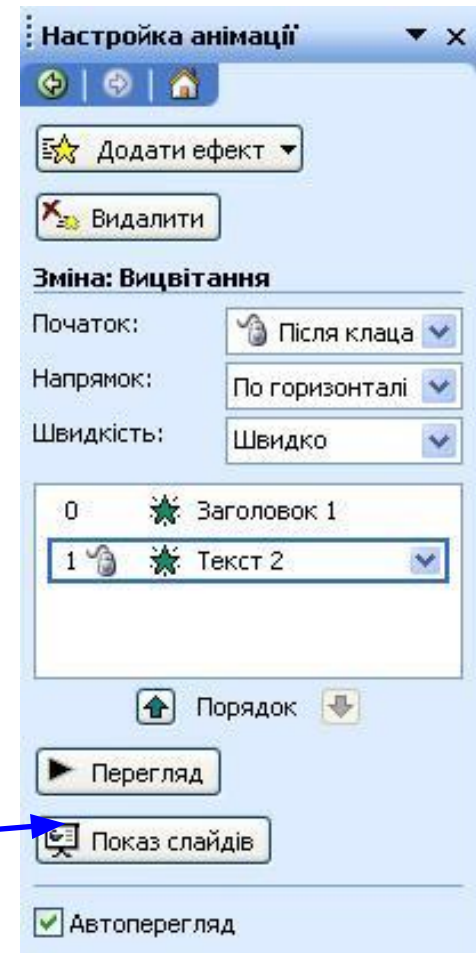 Настройка анімації
Додати ефект
Видалити
Зміна: Вицвітання
Початок: Після клаца
Напрямок: По горизонталі
Швидкість: Швидко
0 Заголовок 1
1 Текст 2
Порядок
Перегляд
Показ слайдів
Автоперегляд